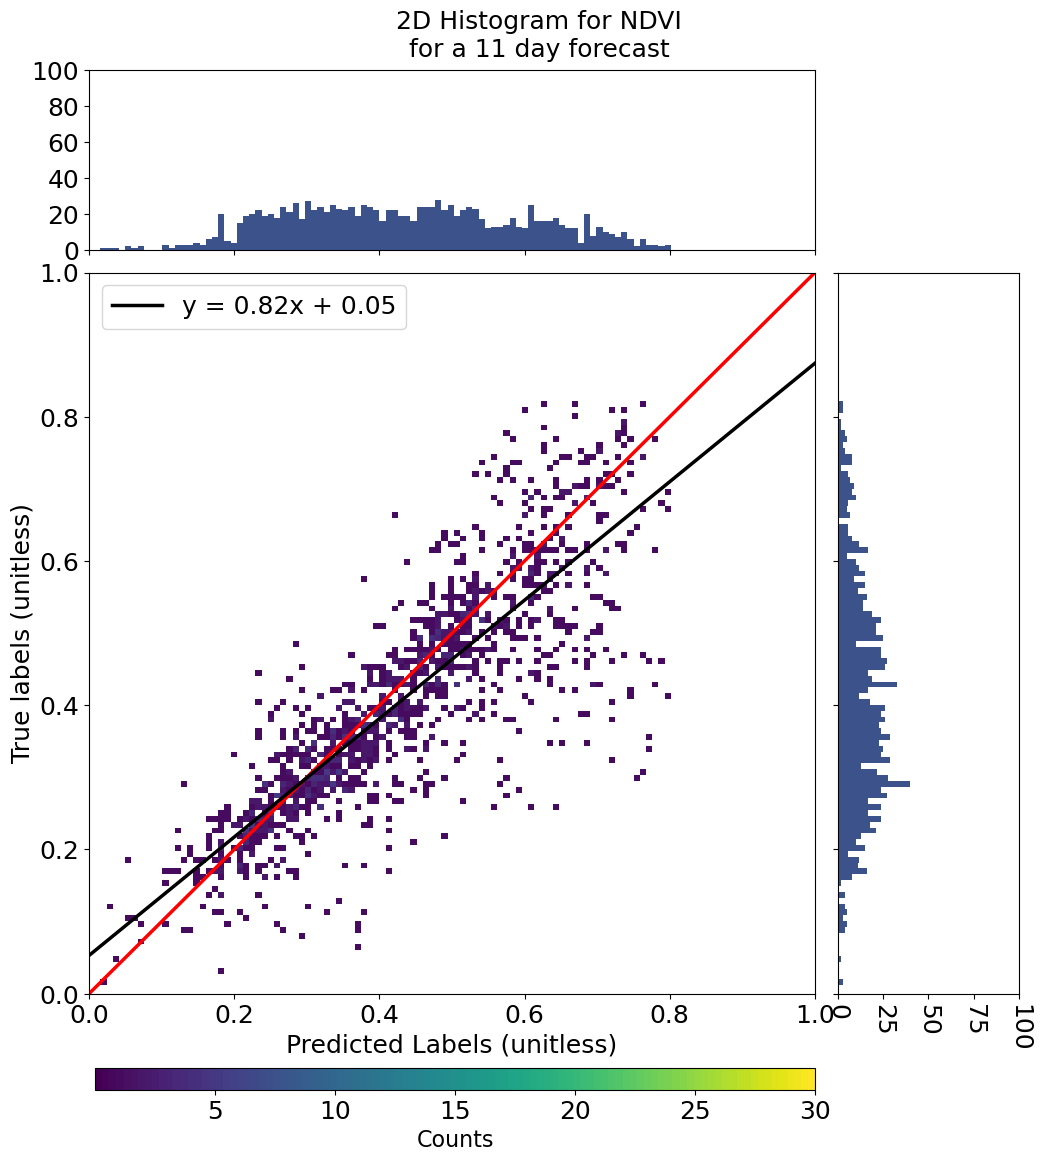 2D Histogram for NDVI
for a 11 day forecast
100
80
60
40
20
0
1.0
0.8
0.6
0.4
0.2
0.0
True labels (unitless)
y = 0.82x + 0.05
0.0 0.2 0.4 0.6 0.8 1.0
Predicted Labels (unitless)
0 25 50 75 100
5 10 15 20 25 30
Counts